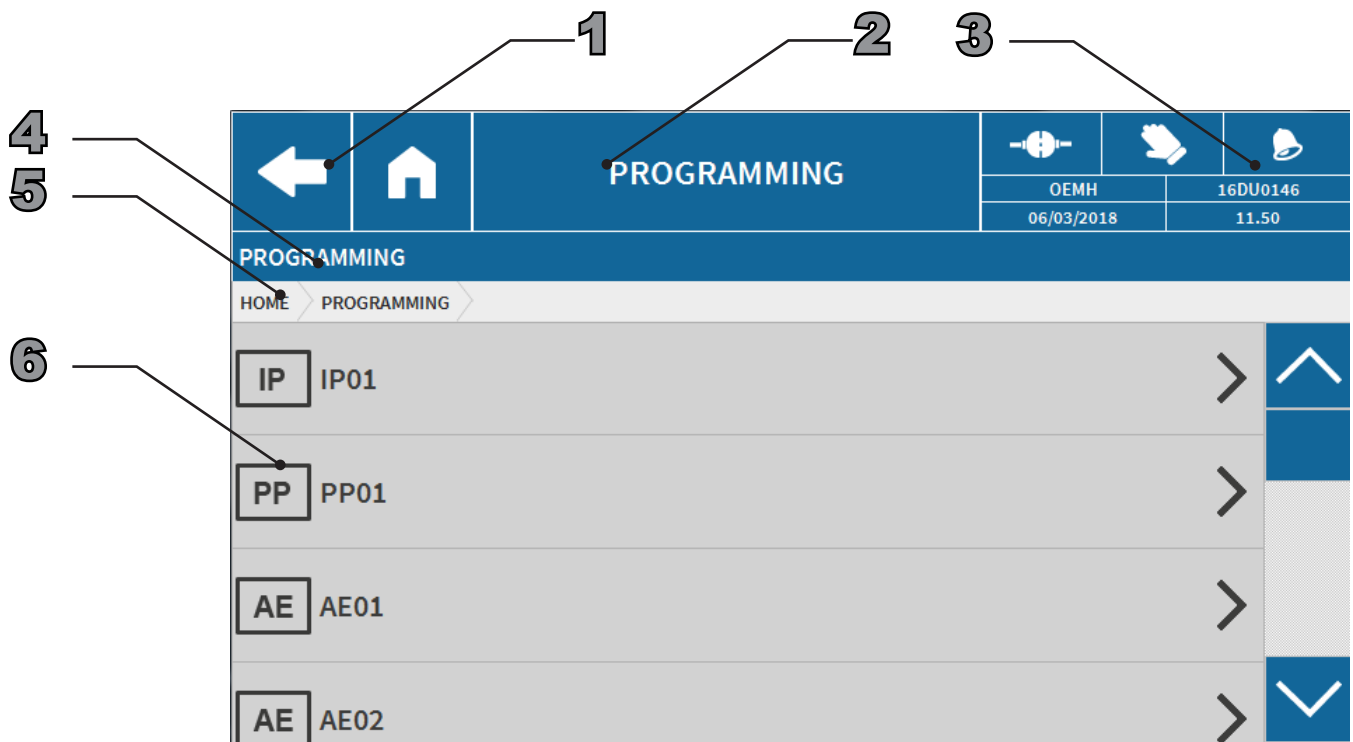 1 2 3
4
5
6
PROGRAMMING
OEMH 16DU0146
06/03/2018 11.50
PROGRAMMING
HOME PROGRAMMING
IP IP01
PP PP01
AE AE01
AE AE02